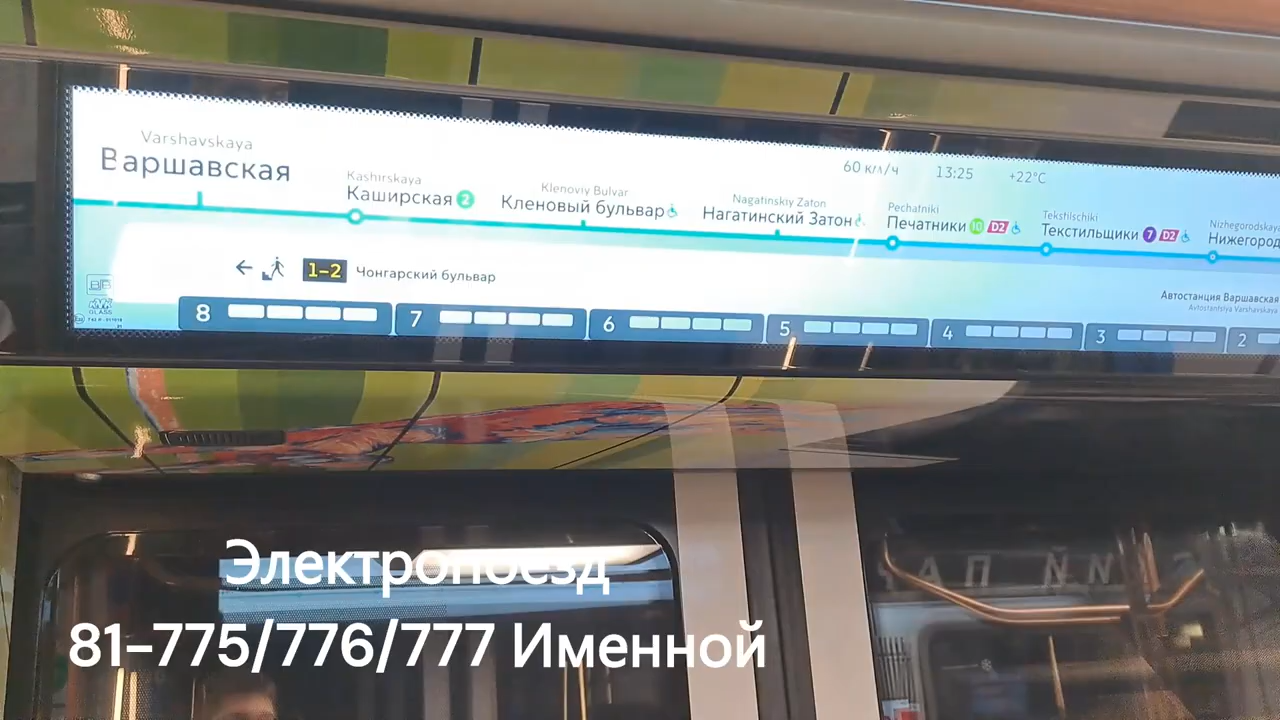 60 км/ч 13:25 +22°C
Varshavskaya
Варшавская
Kashirskaya
Каширская 2
Klenoviy Bulvar
Кленовый бульвар
Nagatinskiy Zaton
Нагатинский Затон
Pechatniki
Печатники 10 D2
Tekstilschiki
Текстильщики 7 D2
Nizhegorodskaya
Нижегород
1-2 Чонгарский бульвар
Автостанция Варшавская
Avtostantsiya Varshavskaya
8 7 6 5 4 3 2
GLASS
Электропоезд
81-775/776/777 Именной